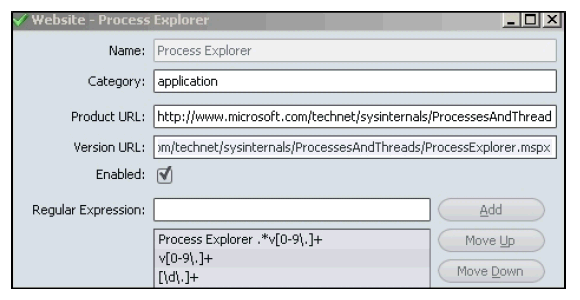 Website - Process Explorer
Name: Process Explorer
Category: application
Product URL: http://www.microsoft.com/technet/sysinternals/ProcessesAndThread
Version URL: om/technet/sysinternals/ProcessesAndThreads/ProcessExplorer.mspx
Enabled:
Regular Expression: Add
Process Explorer .*v[0-9\.]+ Move Up
v[0-9\.]+
[\d\.]+ Move Down